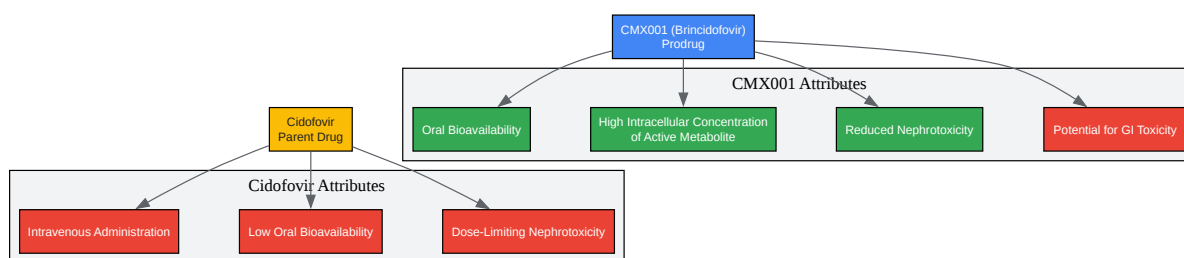 CMX001 (Brincidofovir)
Prodrug
CMX001 Attributes
Oral Bioavailability
High Intracellular Concentration
of Active Metabolite
Reduced Nephrotoxicity
Potential for GI Toxicity
Cidofovir
Parent Drug
Cidofovir Attributes
Intravenous Administration
Low Oral Bioavailability
Dose-Limiting Nephrotoxicity